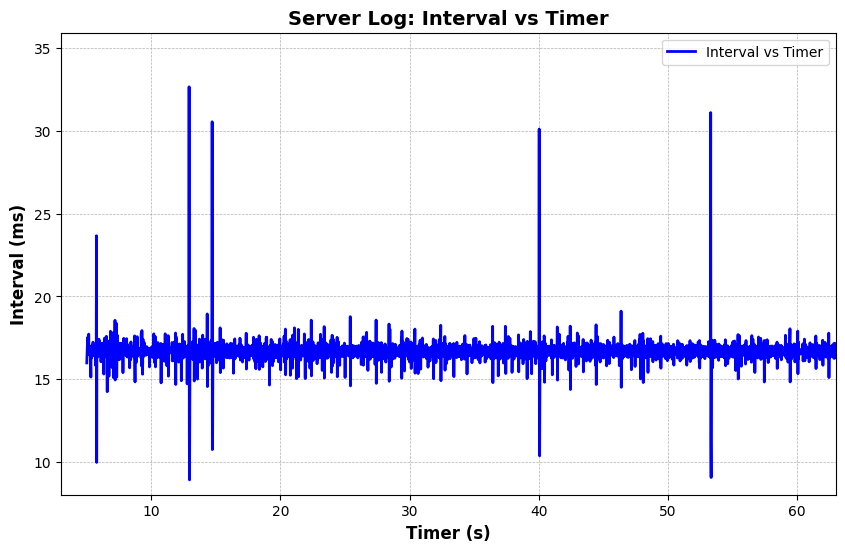 Server Log: Interval vs Timer
Interval vs Timer
35
30
25
20
15
10
Interval (ms)
10 20 30 40 50 60
Timer (s)